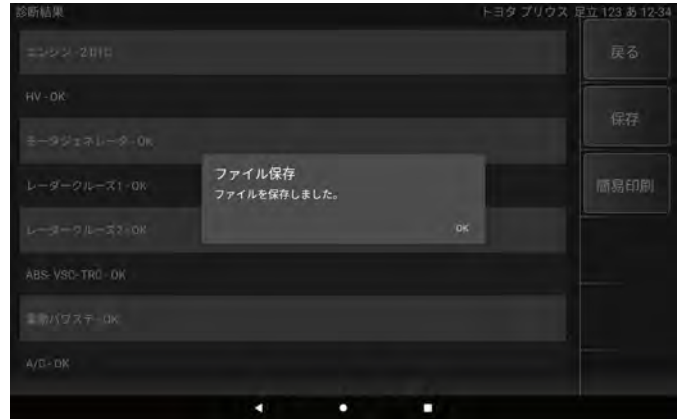 診断結果
トヨタ プリウス 足立 123 あ 12-34
エンジン - 2 DTC
戻る
HV - OK
保存
モータジェネレータ - OK
ファイル保存
ファイルを保存しました。
簡易印刷
レーダークルーズ1 - OK
レーダークルーズ2 - OK
OK
ABS・VSC・TRC - OK
電動パワステ - OK
A/C - OK